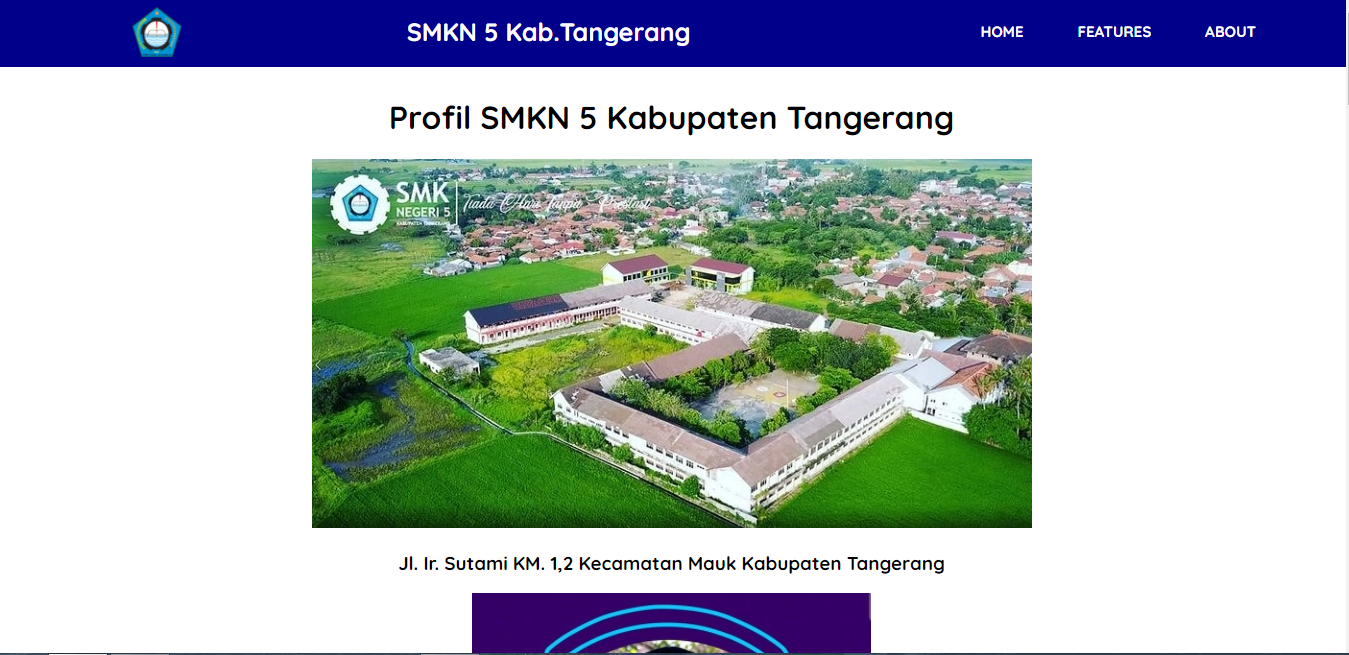 SMKN 5 Kab.Tangerang
HOME
FEATURES
ABOUT
Profil SMKN 5 Kabupaten Tangerang
SMK
NEGERI 5
KABUPATEN TANGERANG
Tiada Hari Tanpa Prestasi
Jl. Ir. Sutami KM. 1,2 Kecamatan Mauk Kabupaten Tangerang